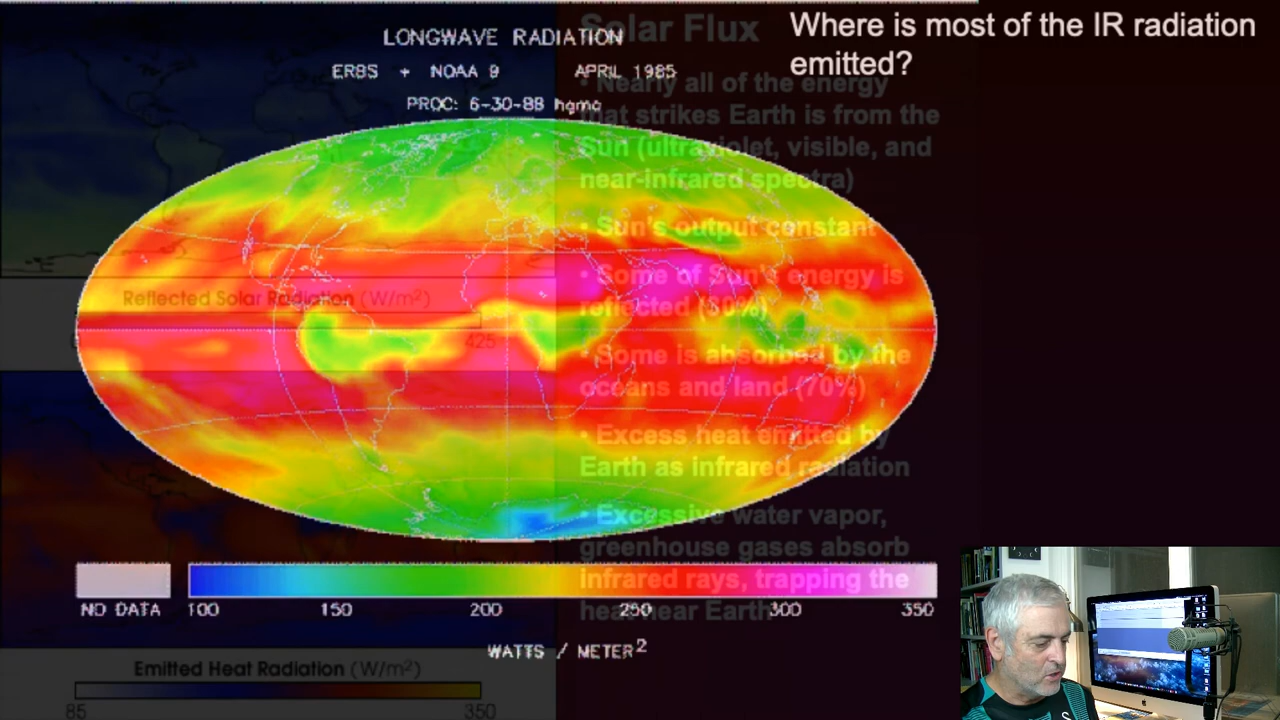 Where is most of the IR radiation
emitted?
LONGWAVE RADIATION
ERBS + NOAA 9 APRIL 1985
PROC: 6-30-88 hgmc
Solar Flux
• Nearly all of the energy
that strikes Earth is from the
Sun (ultraviolet, visible, and
near-infrared spectra)
• Sun's output constant
• Some of Sun's energy is
reflected (30%)
• Some is absorbed by the
oceans and land (70%)
• Excess heat emitted by
Earth as infrared radiation
• Excessive water vapor,
greenhouse gases absorb
infrared rays, trapping the
heat near Earth
Reflected Solar Radiation (W/m²)
425
NO DATA 100 150 200 250 300 350
WATTS / METER²
Emitted Heat Radiation (W/m²)
85 350